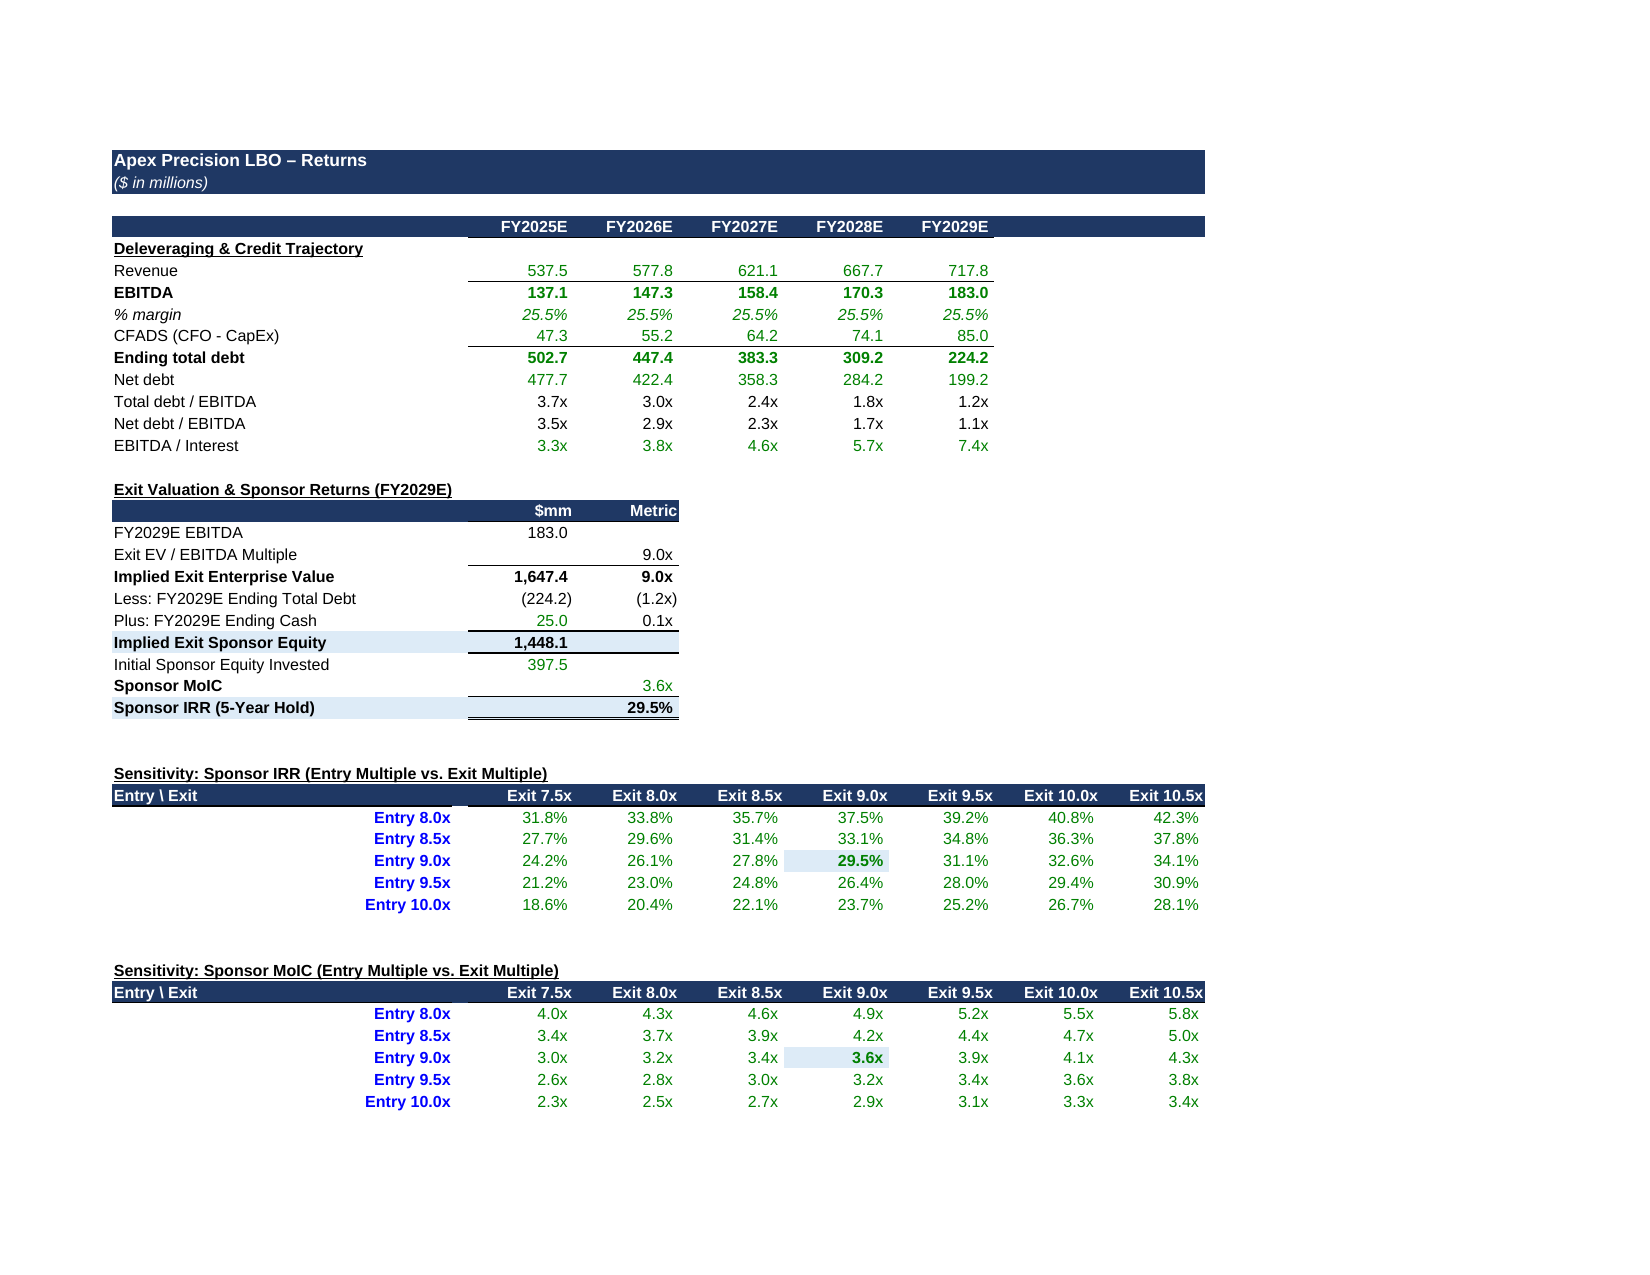 Apex Precision LBO – Returns
($ in millions)
FY2025E FY2026E FY2027E FY2028E FY2029E
Deleveraging & Credit Trajectory
Revenue 537.5 577.8 621.1 667.7 717.8
EBITDA 137.1 147.3 158.4 170.3 183.0
% margin 25.5% 25.5% 25.5% 25.5% 25.5%
CFADS (CFO - CapEx) 47.3 55.2 64.2 74.1 85.0
Ending total debt 502.7 447.4 383.3 309.2 224.2
Net debt 477.7 422.4 358.3 284.2 199.2
Total debt / EBITDA 3.7x 3.0x 2.4x 1.8x 1.2x
Net debt / EBITDA 3.5x 2.9x 2.3x 1.7x 1.1x
EBITDA / Interest 3.3x 3.8x 4.6x 5.7x 7.4x
Exit Valuation & Sponsor Returns (FY2029E)
$mm Metric
FY2029E EBITDA 183.0
Exit EV / EBITDA Multiple 9.0x
Implied Exit Enterprise Value 1,647.4 9.0x
Less: FY2029E Ending Total Debt (224.2) (1.2x)
Plus: FY2029E Ending Cash 25.0 0.1x
Implied Exit Sponsor Equity 1,448.1
Initial Sponsor Equity Invested 397.5
Sponsor MoIC 3.6x
Sponsor IRR (5-Year Hold) 29.5%
Sensitivity: Sponsor IRR (Entry Multiple vs. Exit Multiple)
Entry \ Exit Exit 7.5x Exit 8.0x Exit 8.5x Exit 9.0x Exit 9.5x Exit 10.0x Exit 10.5x
Entry 8.0x 31.8% 33.8% 35.7% 37.5% 39.2% 40.8% 42.3%
Entry 8.5x 27.7% 29.6% 31.4% 33.1% 34.8% 36.3% 37.8%
Entry 9.0x 24.2% 26.1% 27.8% 29.5% 31.1% 32.6% 34.1%
Entry 9.5x 21.2% 23.0% 24.8% 26.4% 28.0% 29.4% 30.9%
Entry 10.0x 18.6% 20.4% 22.1% 23.7% 25.2% 26.7% 28.1%
Sensitivity: Sponsor MoIC (Entry Multiple vs. Exit Multiple)
Entry \ Exit Exit 7.5x Exit 8.0x Exit 8.5x Exit 9.0x Exit 9.5x Exit 10.0x Exit 10.5x
Entry 8.0x 4.0x 4.3x 4.6x 4.9x 5.2x 5.5x 5.8x
Entry 8.5x 3.4x 3.7x 3.9x 4.2x 4.4x 4.7x 5.0x
Entry 9.0x 3.0x 3.2x 3.4x 3.6x 3.9x 4.1x 4.3x
Entry 9.5x 2.6x 2.8x 3.0x 3.2x 3.4x 3.6x 3.8x
Entry 10.0x 2.3x 2.5x 2.7x 2.9x 3.1x 3.3x 3.4x